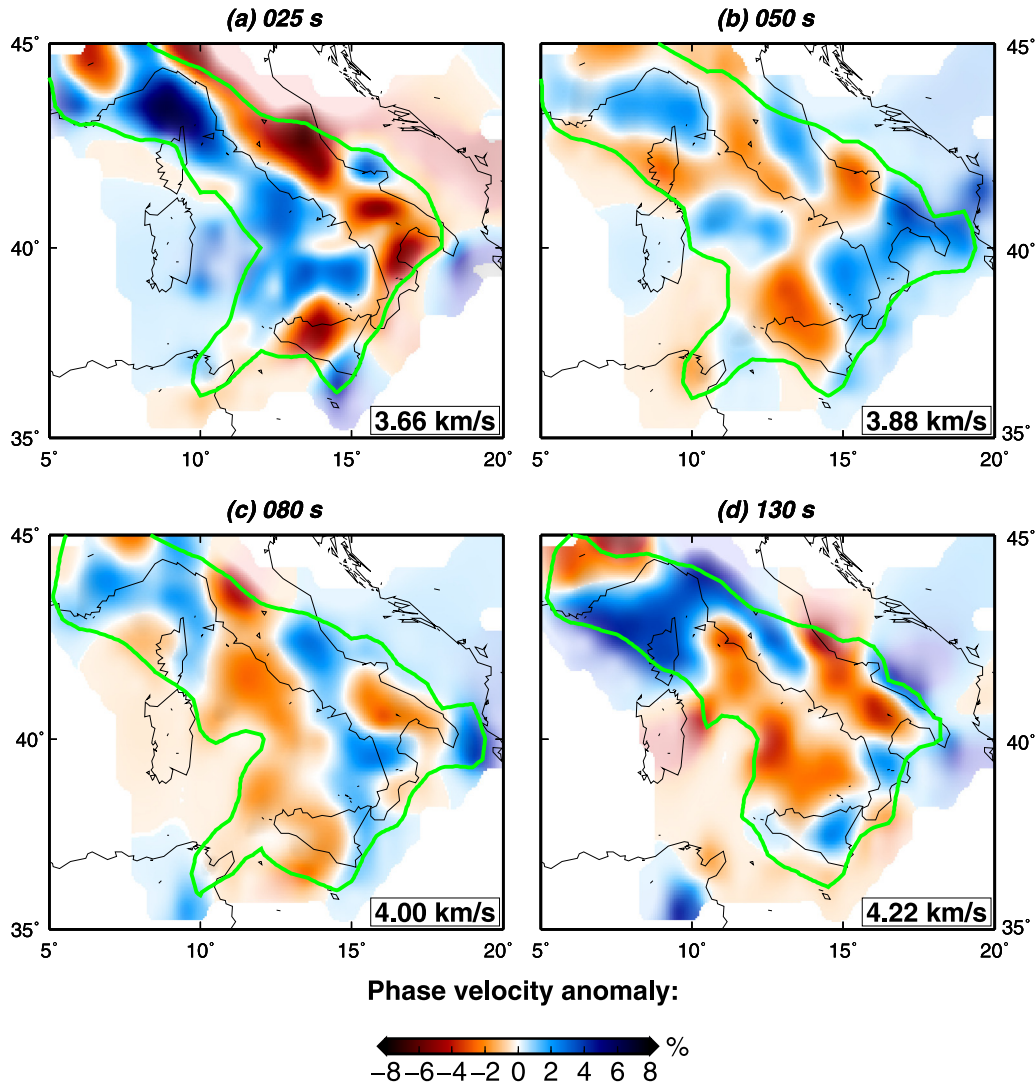 (a) 025 s
(b) 050 s
45˚
45˚
40˚
40˚
35˚
35˚
3.66 km/s
3.88 km/s
5˚ 10˚ 15˚ 20˚
5˚ 10˚ 15˚ 20˚
(c) 080 s
(d) 130 s
45˚
45˚
40˚
40˚
35˚
35˚
4.00 km/s
4.22 km/s
5˚ 10˚ 15˚ 20˚
5˚ 10˚ 15˚ 20˚
Phase velocity anomaly:
%
−8 −6 −4 −2 0 2 4 6 8